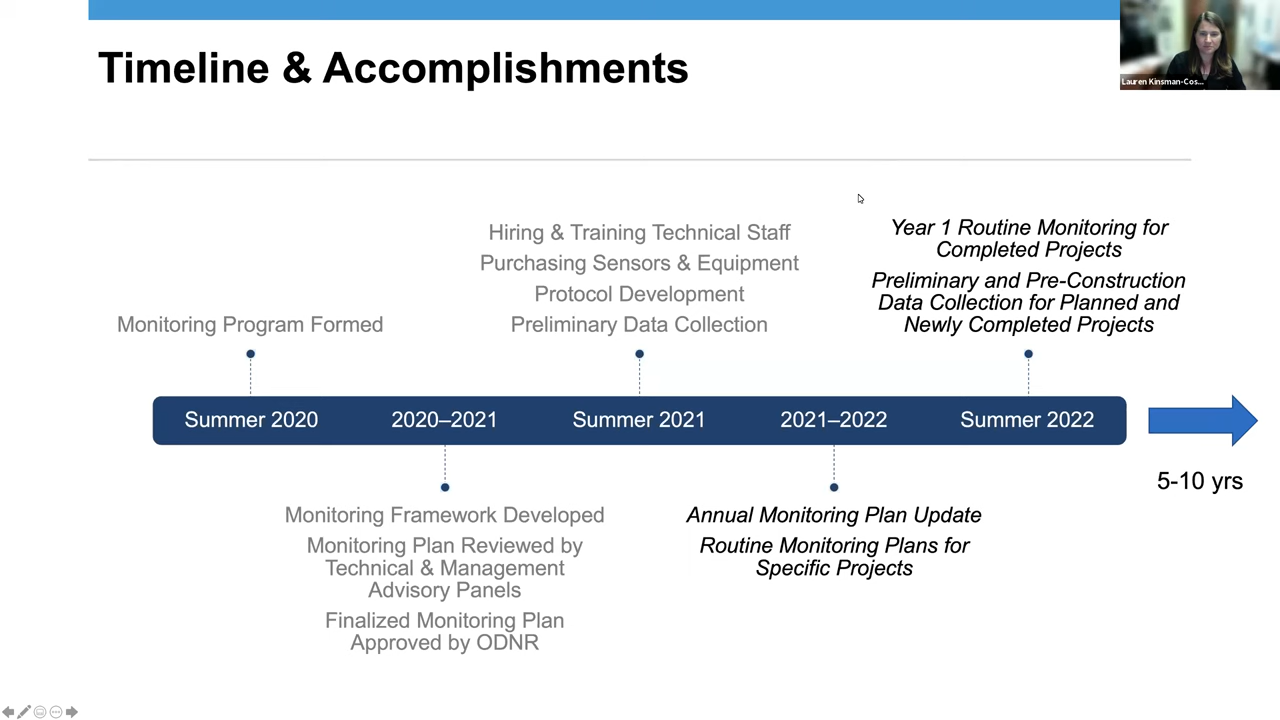 Timeline & Accomplishments
Lauren Kinsman-Cos...
Hiring & Training Technical Staff
Purchasing Sensors & Equipment
Protocol Development
Preliminary Data Collection
Year 1 Routine Monitoring for
Completed Projects
Preliminary and Pre-Construction
Data Collection for Planned and
Newly Completed Projects
Monitoring Program Formed
Summer 2020
2020–2021
Summer 2021
2021–2022
Summer 2022
5-10 yrs
Monitoring Framework Developed
Monitoring Plan Reviewed by
Technical & Management
Advisory Panels
Finalized Monitoring Plan
Approved by ODNR
Annual Monitoring Plan Update
Routine Monitoring Plans for
Specific Projects